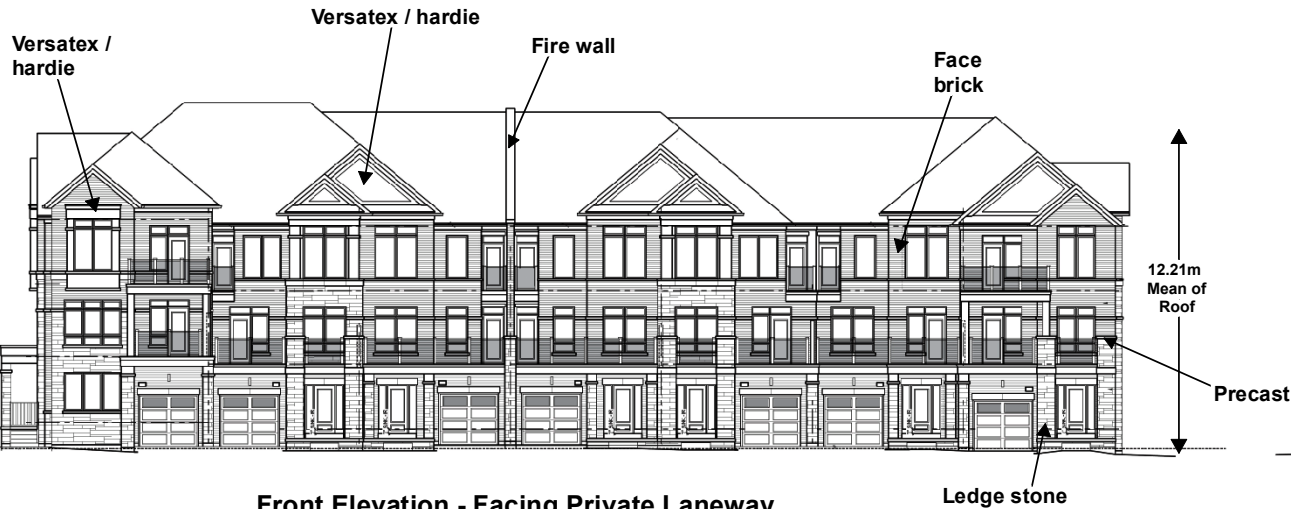 Versatex / hardie
Versatex /
hardie
Fire wall
Face
brick
12.21m
Mean of
Roof
Precast
Ledge stone
Front Elevation - Facing Private Laneway